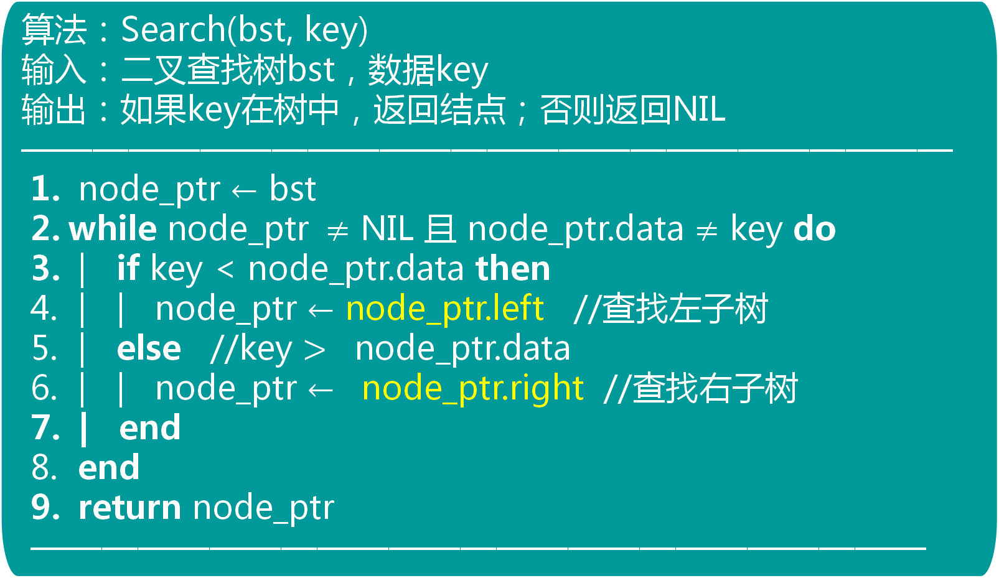 算法：Search(bst, key)
输入：二叉查找树bst，数据key
输出：如果key在树中，返回结点；否则返回NIL
1. node_ptr ← bst
2. while node_ptr ≠ NIL 且 node_ptr.data ≠ key do
3. | if key < node_ptr.data then
4. | | node_ptr ← node_ptr.left //查找左子树
5. | else //key > node_ptr.data
6. | | node_ptr ← node_ptr.right //查找右子树
7. | end
8. end
9. return node_ptr